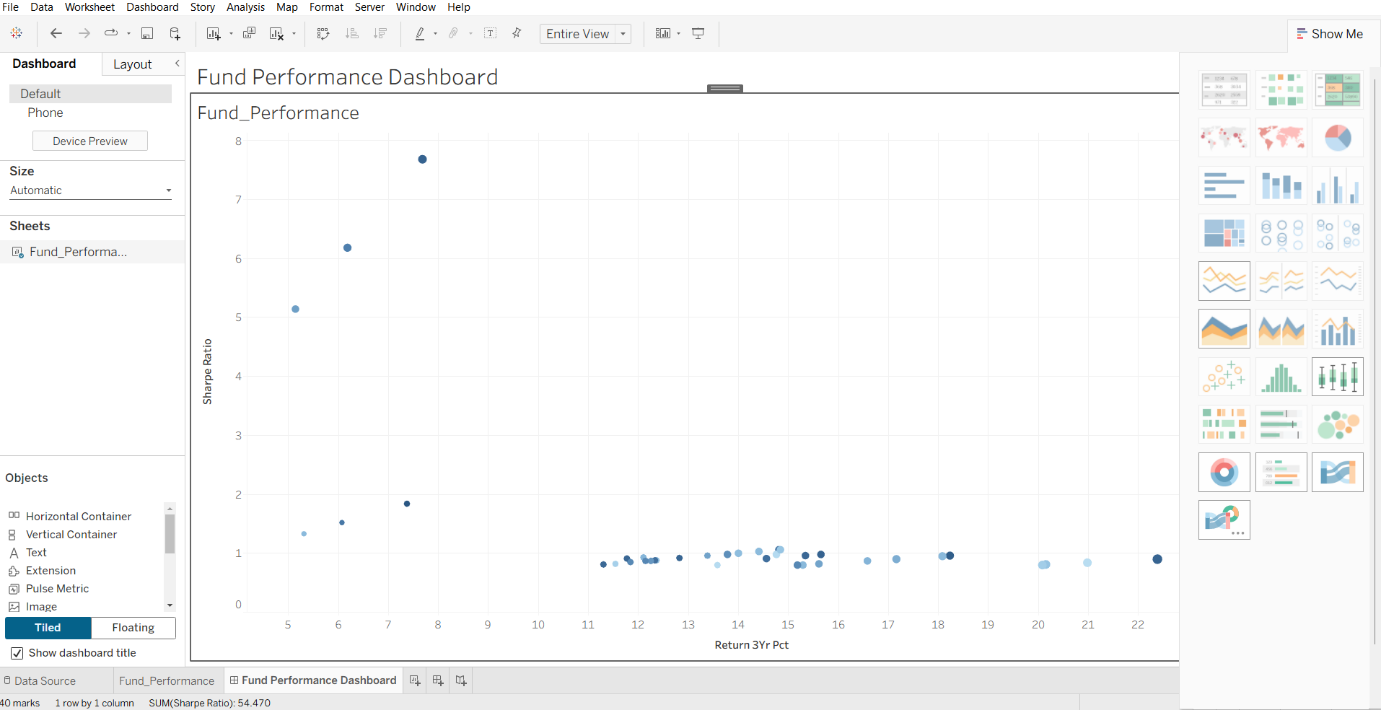 File Data Worksheet Dashboard Story Analysis Map Format Server Window Help
Entire View
Show Me
Dashboard Layout
Default
Phone
Device Preview
Size
Automatic
Sheets
Fund_Performa...
Objects
Horizontal Container
Vertical Container
A Text
Extension
Pulse Metric
Image
Tiled Floating
Show dashboard title
Fund Performance Dashboard
Fund_Performance
8
7
6
5
4
3
2
1
0
Sharpe Ratio
5 6 7 8 9 10 11 12 13 14 15 16 17 18 19 20 21 22
Return 3Yr Pct
Data Source Fund_Performance Fund Performance Dashboard
40 marks 1 row by 1 column SUM(Sharpe Ratio): 54.470